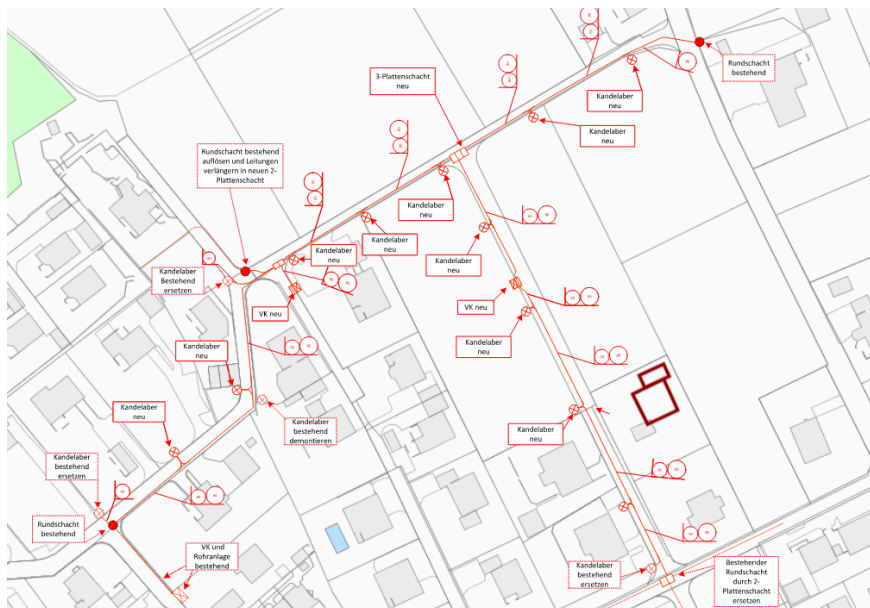 Rundschacht
bestehend
3-Plattenschacht
neu
Kandelaber
neu
Kandelaber
neu
Rundschacht bestehend
auflösen und Leitungen
verlängern in neuen 2-
Plattenschacht
Kandelaber
neu
Kandelaber
neu
Kandelaber
neu
Kandelaber
neu
Kandelaber
Bestehend
ersetzen
VK neu
VK neu
Kandelaber
neu
Kandelaber
neu
Kandelaber
neu
Kandelaber
neu
Kandelaber
bestehend
demontieren
Kandelaber
bestehend
ersetzen
Rundschacht
bestehend
VK und
Rohranlage
bestehend
Kandelaber
bestehend
ersetzen
Bestehender
Rundschacht
durch 2-
Plattenschacht
ersetzen